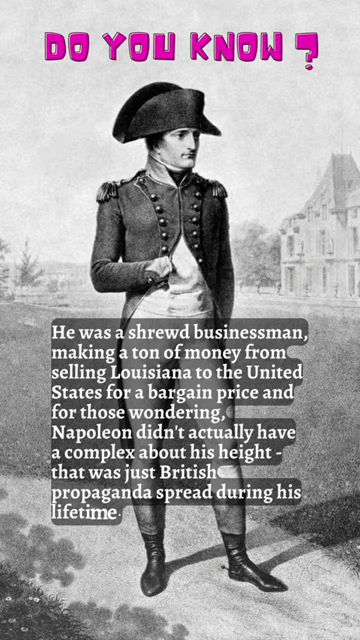 DO YOU KNOW ?
He was a shrewd businessman,
making a ton of money from
selling Louisiana to the United
States for a bargain price and
for those wondering,
Napoleon didn't actually have
a complex about his height -
that was just British
propaganda spread during his
lifetime.